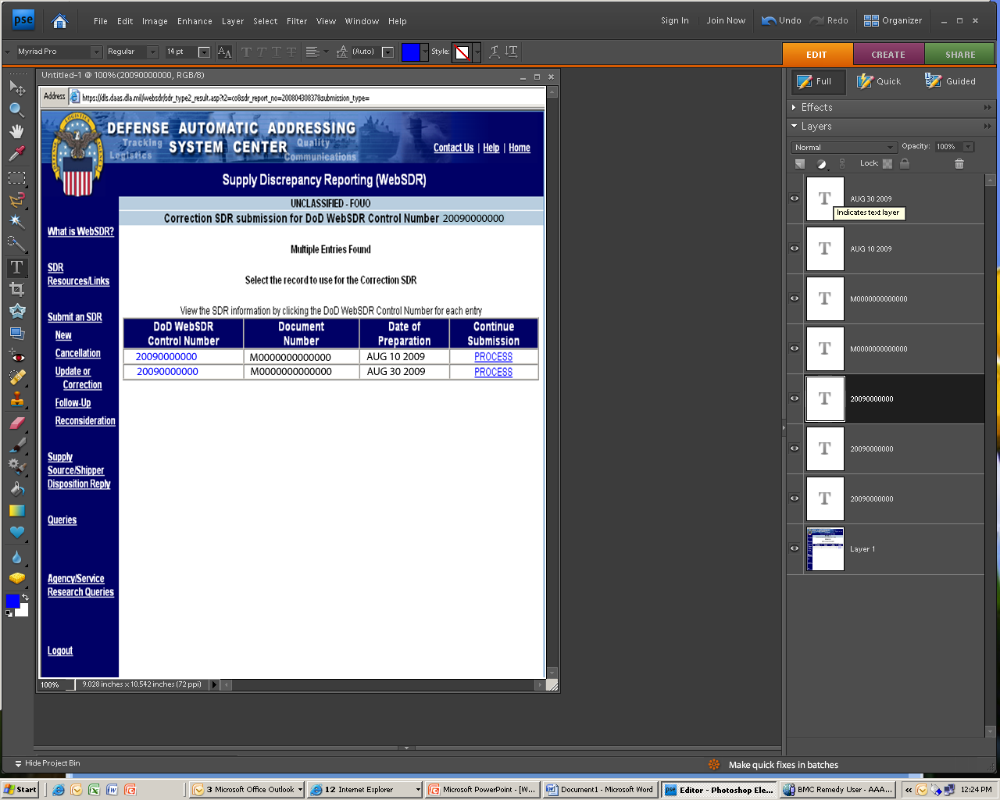 pse File Edit Image Enhance Layer Select Filter View Window Help Sign In Join Now Undo Redo Organizer
Myriad Pro Regular 14 pt (Auto) Style: EDIT CREATE SHARE
Untitled-1 @ 100%(20090000000, RGB/8)
Full Quick Guided
Address https://dls.daas.dla.mil/websdr/sdr_type2_result.asp?t2=co8sdr_report_no=200804308378submission_type=
Effects
Layers
DEFENSE AUTOMATIC ADDRESSING
SYSTEM CENTER
Tracking Quality
Logistics Communications
Contact Us | Help | Home
Normal Opacity: 100%
Lock:
Supply Discrepancy Reporting (WebSDR)
UNCLASSIFIED - FOUO
Correction SDR submission for DoD WebSDR Control Number 20090000000
What is WebSDR?
SDR
Resources/Links
Submit an SDR
New
Cancellation
Update or
Correction
Follow-Up
Reconsideration
Supply
Source/Shipper
Disposition Reply
Queries
Agency/Service
Research Queries
Logout
Multiple Entries Found
Select the record to use for the Correction SDR
View the SDR information by clicking the DoD WebSDR Control Number for each entry
DoD WebSDR Control Number Document Number Date of Preparation Continue Submission
20090000000 M0000000000000 AUG 10 2009 PROCESS
20090000000 M0000000000000 AUG 30 2009 PROCESS
T AUG 30 2009
Indicates text layer
T AUG 10 2009
T M0000000000000
T M0000000000000
T 20090000000
T 20090000000
T 20090000000
Layer 1
100% 9.028 inches x 10.542 inches (72 ppi)
Hide Project Bin Make quick fixes in batches
Start 3 Microsoft Office Outlook 12 Internet Explorer Microsoft PowerPoint - [W... Document1 - Microsoft Word pse Editor - Photoshop Ele... BMC Remedy User - AAA... « 12:24 PM